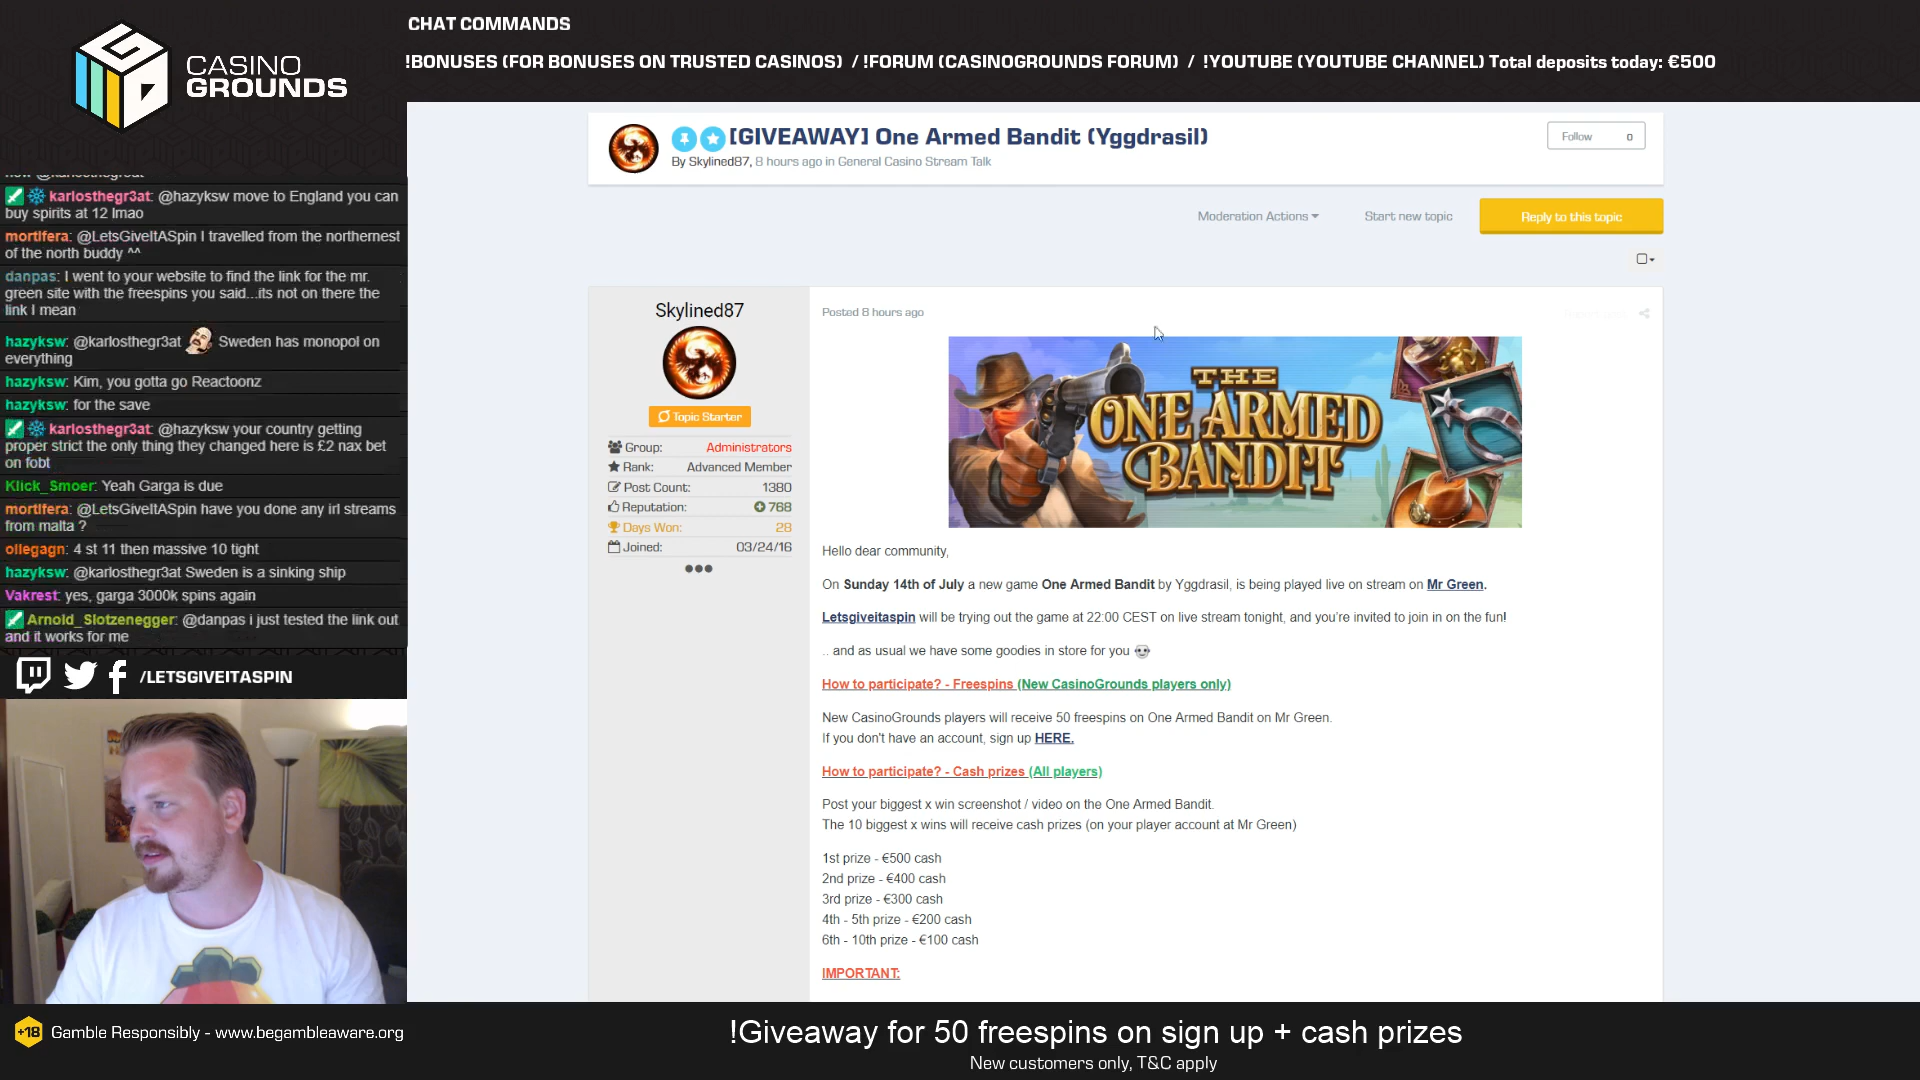 CASINO
GROUNDS
CHAT COMMANDS
!BONUSES (FOR BONUSES ON TRUSTED CASINOS) / !FORUM (CASINOGROUNDS FORUM) / !YOUTUBE (YOUTUBE CHANNEL) Total deposits today: €500
karlosthegr3at: @hazyksw move to England you can
buy spirits at 12 lmao
mortifera: @LetsGiveItASpin I travelled from the northernest
of the north buddy ^^
danpas: I went to your website to find the link for the mr.
green site with the freespins you said...its not on there the
link I mean
hazyksw: @karlosthegr3at Sweden has monopol on
everything
hazyksw: Kim, you gotta go Reactoonz
hazyksw: for the save
karlosthegr3at: @hazyksw your country getting
proper strict the only thing they changed here is £2 nax bet
on fobt
Klick_Smoer: Yeah Garga is due
mortifera: @LetsGiveItASpin have you done any irl streams
from malta ?
ollegagn: 4 st 11 then massive 10 tight
hazyksw: @karlosthegr3at Sweden is a sinking ship
Vakrest: yes, garga 3000k spins again
Arnold_Slotzenegger: @danpas i just tested the link out
and it works for me
/LETSGIVEITASPIN
[GIVEAWAY] One Armed Bandit (Yggdrasil)
By Skylined87, 8 hours ago in General Casino Stream Talk
Follow 0
Moderation Actions
Start new topic
Reply to this topic
Skylined87
Topic Starter
Group: Administrators
Rank: Advanced Member
Post Count: 1380
Reputation: 768
Days Won: 28
Joined: 03/24/16
Posted 8 hours ago
THE
ONE ARMED
BANDIT
Hello dear community,
On Sunday 14th of July a new game One Armed Bandit by Yggdrasil, is being played live on stream on Mr Green.
Letsgiveitaspin will be trying out the game at 22:00 CEST on live stream tonight, and you're invited to join in on the fun!
.. and as usual we have some goodies in store for you
How to participate? - Freespins (New CasinoGrounds players only)
New CasinoGrounds players will receive 50 freespins on One Armed Bandit on Mr Green.
If you don't have an account, sign up HERE.
How to participate? - Cash prizes (All players)
Post your biggest x win screenshot / video on the One Armed Bandit.
The 10 biggest x wins will receive cash prizes (on your player account at Mr Green)
1st prize - €500 cash
2nd prize - €400 cash
3rd prize - €300 cash
4th - 5th prize - €200 cash
6th - 10th prize - €100 cash
IMPORTANT:
+18 Gamble Responsibly - www.begambleaware.org
!Giveaway for 50 freespins on sign up + cash prizes
New customers only, T&C apply